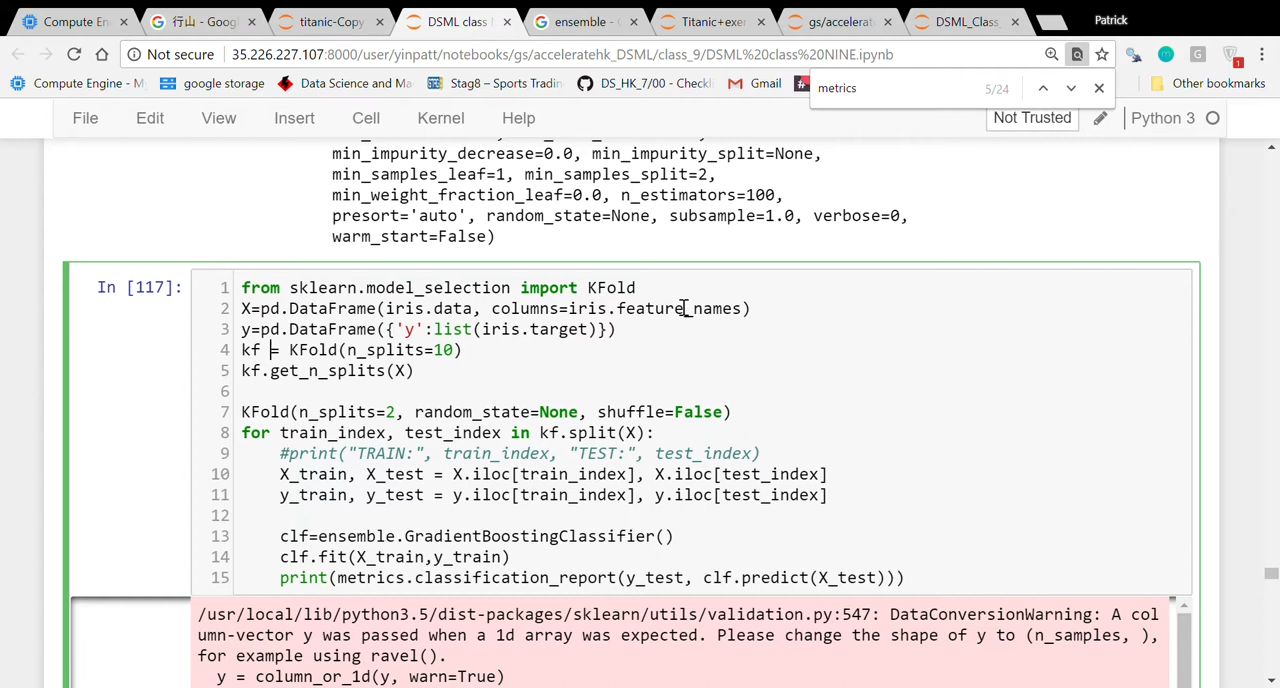 Compute En
行山 - Goog
titanic-Copy
DSML class
ensemble -
Titanic+exer
gs/accelerat
DSML_Class_
Patrick
Not secure
35.226.227.107:8000/user/yinpatt/notebooks/gs/acceleratehk_DSML/class_9/DSML%20class%20NINE.ipynb
Compute Engine - M
google storage
Data Science and Ma
Stag8 – Sports Tradin
DS_HK_7/00 - Checkl
Gmail
Other bookmarks
metrics 5/24
File Edit View Insert Cell Kernel Help
Not Trusted
Python 3
min_impurity_decrease=0.0, min_impurity_split=None,
min_samples_leaf=1, min_samples_split=2,
min_weight_fraction_leaf=0.0, n_estimators=100,
presort='auto', random_state=None, subsample=1.0, verbose=0,
warm_start=False)
In [117]:
1 from sklearn.model_selection import KFold
2 X=pd.DataFrame(iris.data, columns=iris.feature_names)
3 y=pd.DataFrame({'y':list(iris.target)})
4 kf = KFold(n_splits=10)
5 kf.get_n_splits(X)
6
7 KFold(n_splits=2, random_state=None, shuffle=False)
8 for train_index, test_index in kf.split(X):
9 #print("TRAIN:", train_index, "TEST:", test_index)
10 X_train, X_test = X.iloc[train_index], X.iloc[test_index]
11 y_train, y_test = y.iloc[train_index], y.iloc[test_index]
12
13 clf=ensemble.GradientBoostingClassifier()
14 clf.fit(X_train,y_train)
15 print(metrics.classification_report(y_test, clf.predict(X_test)))
/usr/local/lib/python3.5/dist-packages/sklearn/utils/validation.py:547: DataConversionWarning: A col
umn-vector y was passed when a 1d array was expected. Please change the shape of y to (n_samples, ),
for example using ravel().
y = column_or_1d(y, warn=True)